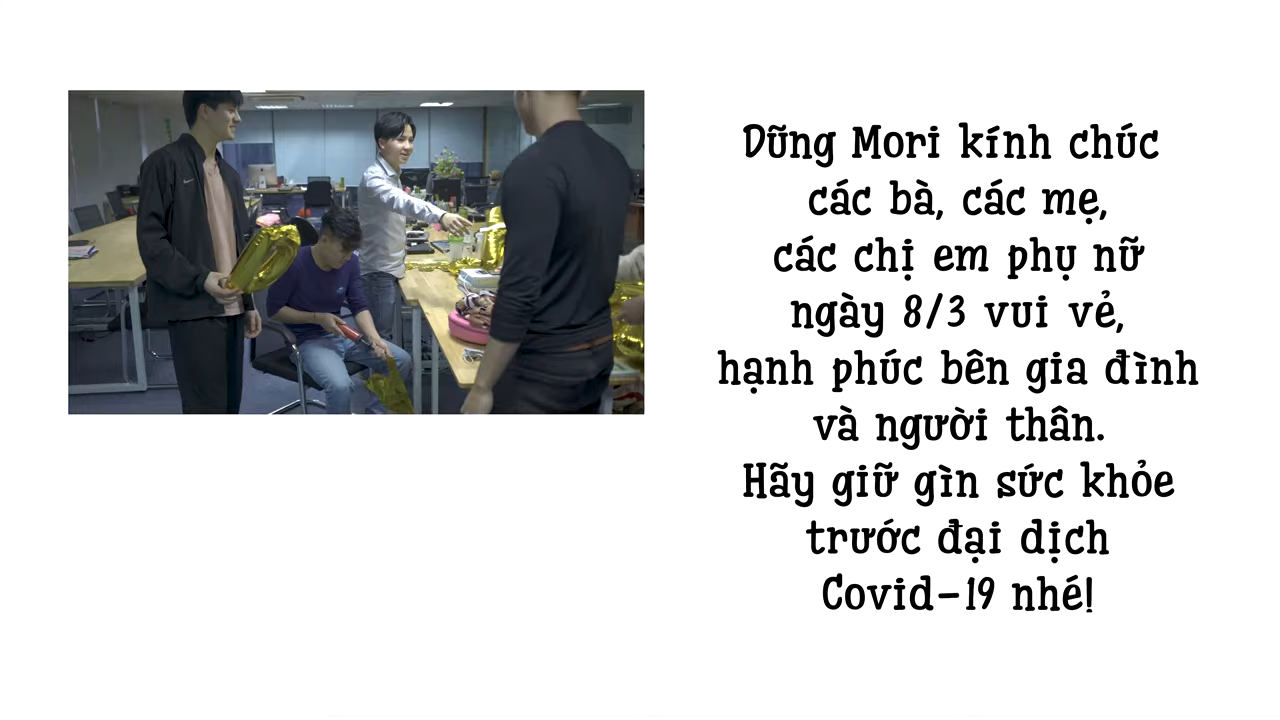 Dũng Mori kính chúc
các bà, các mẹ,
các chị em phụ nữ
ngày 8/3 vui vẻ,
hạnh phúc bên gia đình
và người thân.
Hãy giữ gìn sức khỏe
trước đại dịch
Covid-19 nhé!